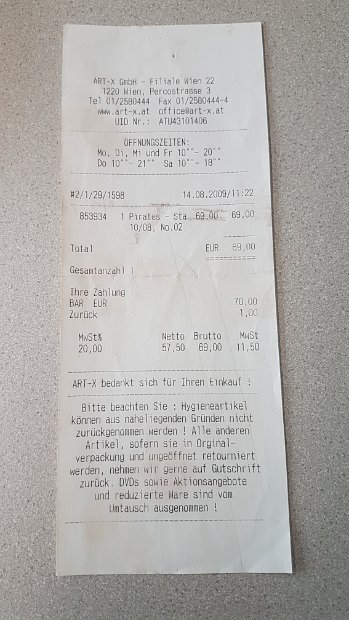 ART-X GmbH - Filiale Wien 22
1220 Wien, Percostrasse 3
Tel 01/2580444 Fax 01/2580444-4
www.art-x.at office@art-x.at
UID Nr.: ATU43101406
ÖFFNUNGSZEITEN:
Mo, Di, Mi und Fr 10°°- 20°°
Do 10°°- 21°° Sa 10°°- 18°°
#2/1/29/1598 14.08.2009/11:22
853934 1 Pirates - Sta 69,00 69,00
10/08, No.02
Total EUR 69,00
Gesamtanzahl 1
Ihre Zahlung
BAR EUR 70,00
Zurück 1,00
MwSt% Netto Brutto MwSt
20,00 57,50 69,00 11,50
ART-X bedankt sich für Ihren Einkauf !
Bitte beachten Sie : Hygieneartikel
können aus naheliegenden Gründen nicht
zurückgenommen werden ! Alle anderen
Artikel, sofern sie in Orginal-
verpackung und ungeöffnet retourniert
werden, nehmen wir gerne auf Gutschrift
zurück. DVDs sowie Aktionsangebote
und reduzierte Ware sind vom
Umtausch ausgenommen !